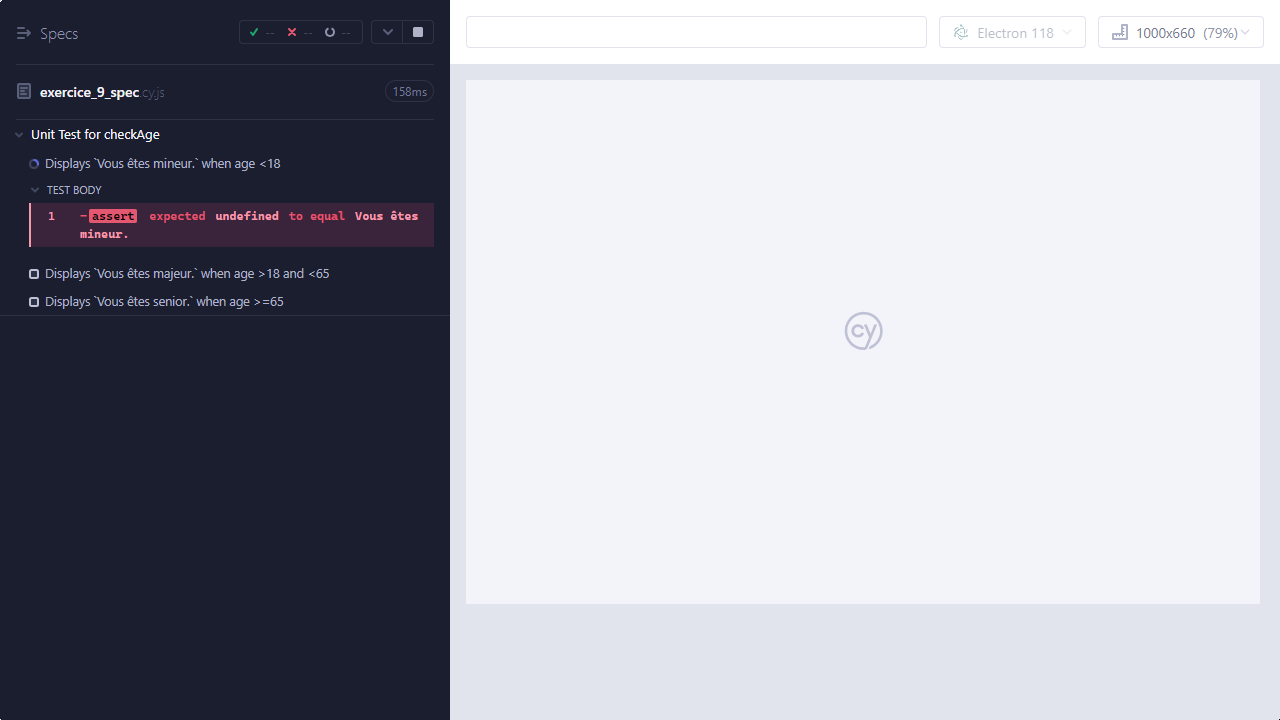 Specs
-- -- --
Electron 118
1000x660 (79%)
exercice_9_spec.cy.js
158ms
Unit Test for checkAge
Displays `Vous êtes mineur.` when age <18
TEST BODY
1 -assert expected undefined to equal Vous êtes
mineur.
Displays `Vous êtes majeur.` when age >18 and <65
Displays `Vous êtes senior.` when age >=65
cy